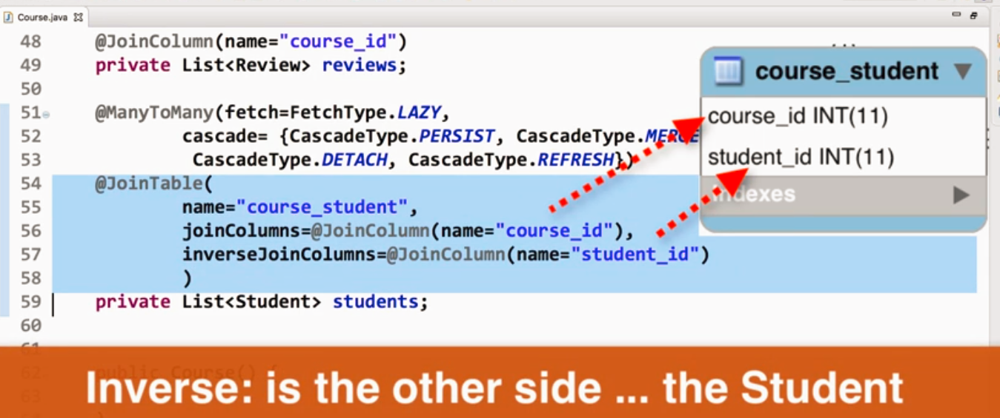 Course.java
48 @JoinColumn(name="course_id")
49 private List<Review> reviews;
50
51 @ManyToMany(fetch=FetchType.LAZY,
52 cascade= {CascadeType.PERSIST, CascadeType.MERGE
53 CascadeType.DETACH, CascadeType.REFRESH})
54 @JoinTable(
55 name="course_student",
56 joinColumns=@JoinColumn(name="course_id"),
57 inverseJoinColumns=@JoinColumn(name="student_id")
58 )
59 private List<Student> students;
60
61
62 public Course() {
63
course_student
course_id INT(11)
student_id INT(11)
Indexes
Inverse: is the other side ... the Student